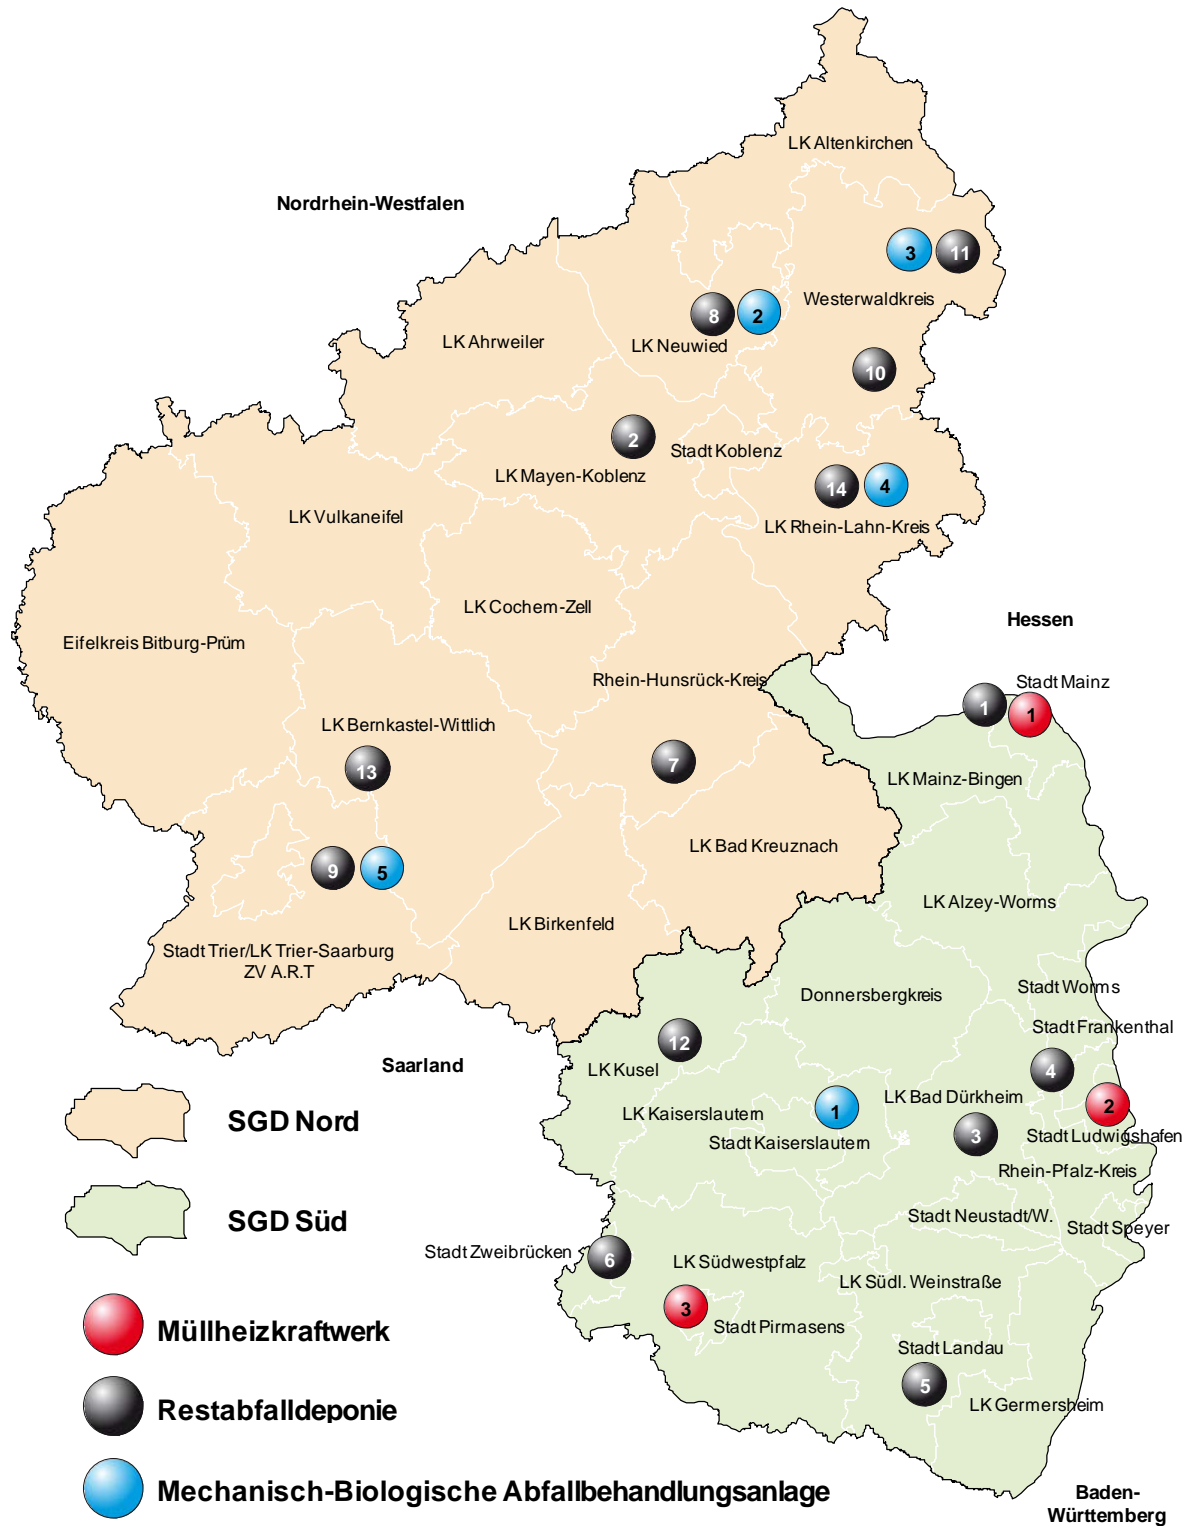 LK Altenkirchen
Nordrhein-Westfalen
3
11
Westerwaldkreis
8
2
LK Ahrweiler
LK Neuwied
10
2
Stadt Koblenz
LK Mayen-Koblenz
14
4
LK Vulkaneifel
LK Rhein-Lahn-Kreis
LK Cochem-Zell
Hessen
Eifelkreis Bitburg-Prüm
Rhein-Hunsrück-Kreis
Stadt Mainz
1
1
LK Bernkastel-Wittlich
13
7
LK Mainz-Bingen
LK Bad Kreuznach
9
5
LK Alzey-Worms
LK Birkenfeld
Stadt Trier/LK Trier-Saarburg
ZV A.R.T
Donnersbergkreis
Stadt Worms
Stadt Frankenthal
12
Saarland
LK Kusel
4
LK Bad Dürkheim
2
LK Kaiserslautern
1
Stadt Kaiserslautern
3
Stadt Ludwigshafen
SGD Nord
Rhein-Pfalz-Kreis
SGD Süd
Stadt Neustadt/W.
Stadt Speyer
Stadt Zweibrücken
6
LK Südwestpfalz
LK Südl. Weinstraße
3
Stadt Pirmasens
Müllheizkraftwerk
Stadt Landau
5
LK Germersheim
Restabfalldeponie
Mechanisch-Biologische Abfallbehandlungsanlage
Baden-
Württemberg